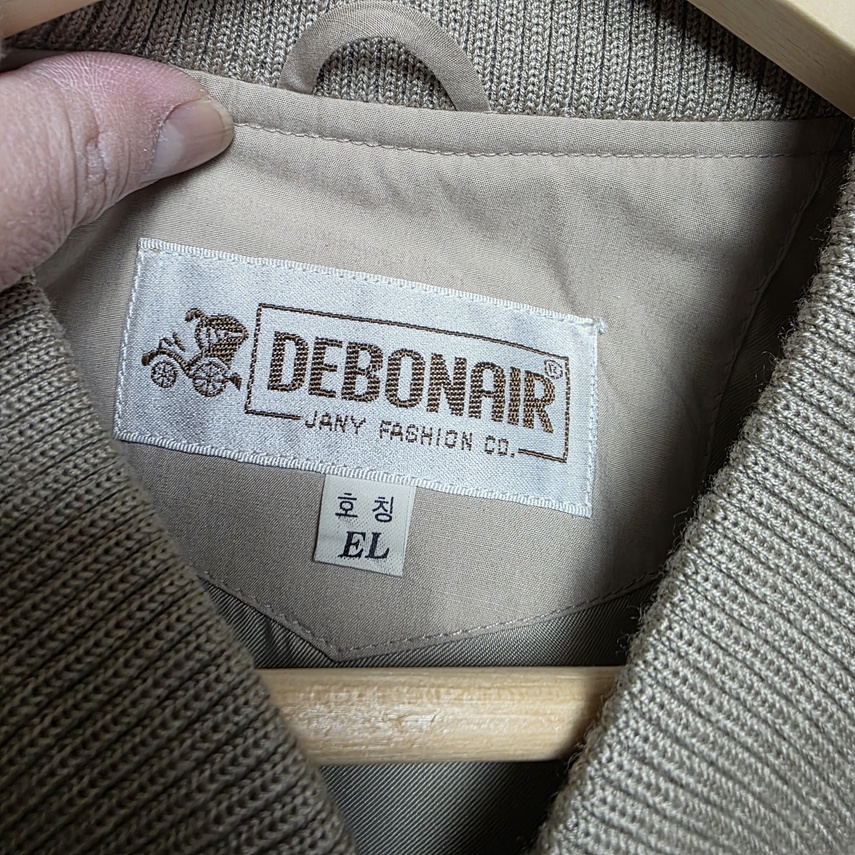 DEBONAIR®
JANY FASHION CO.
호 칭
EL